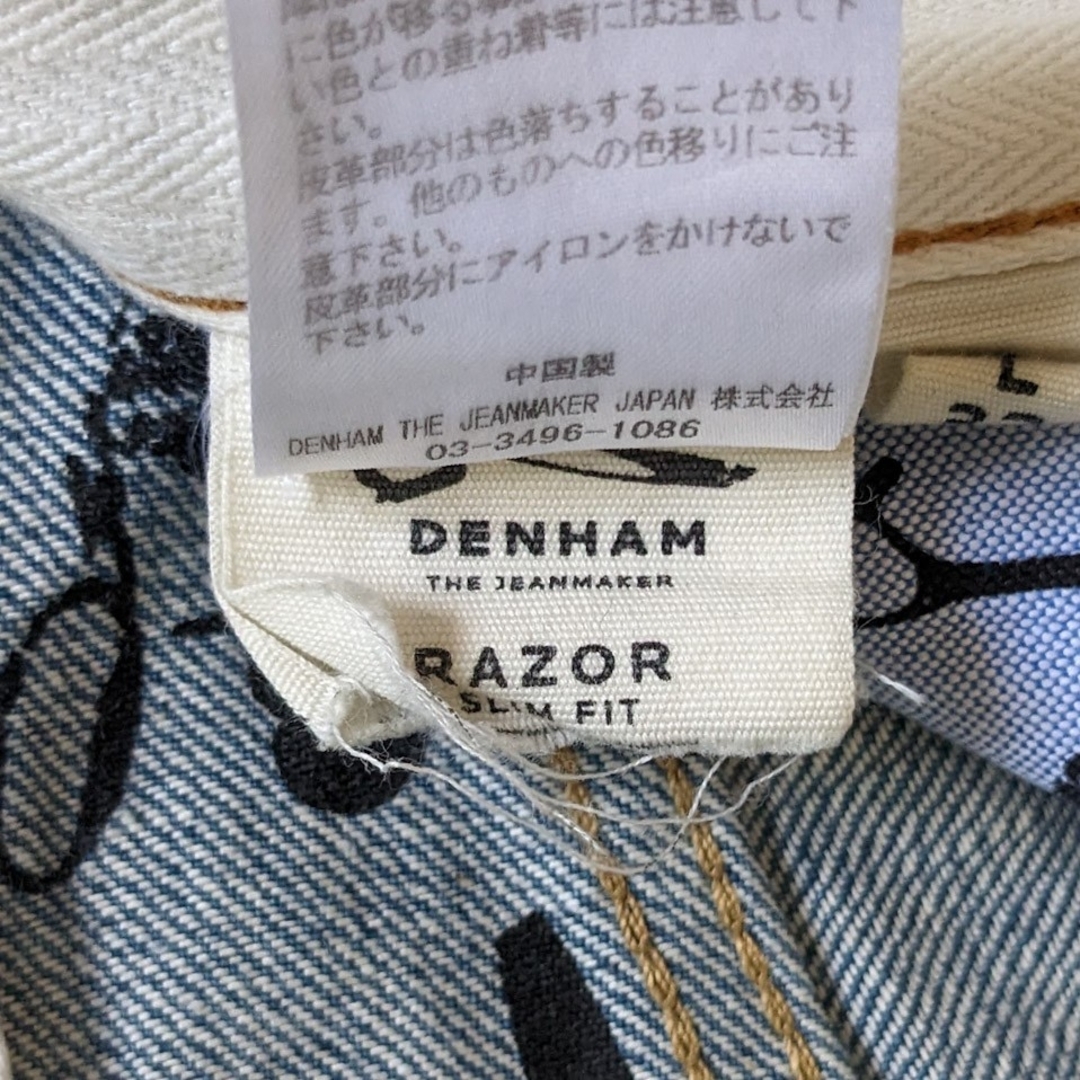 に色が移る
い色との重ね着等には注意して下
さい。
皮革部分は色落ちすることがあり
ます。他のものへの色移りにご注
意下さい。
皮革部分にアイロンをかけないで
下さい。
中国製
DENHAM THE JEANMAKER JAPAN 株式会社
03-3496-1086
L
DENHAM
THE JEANMAKER
RAZOR
SLIM FIT